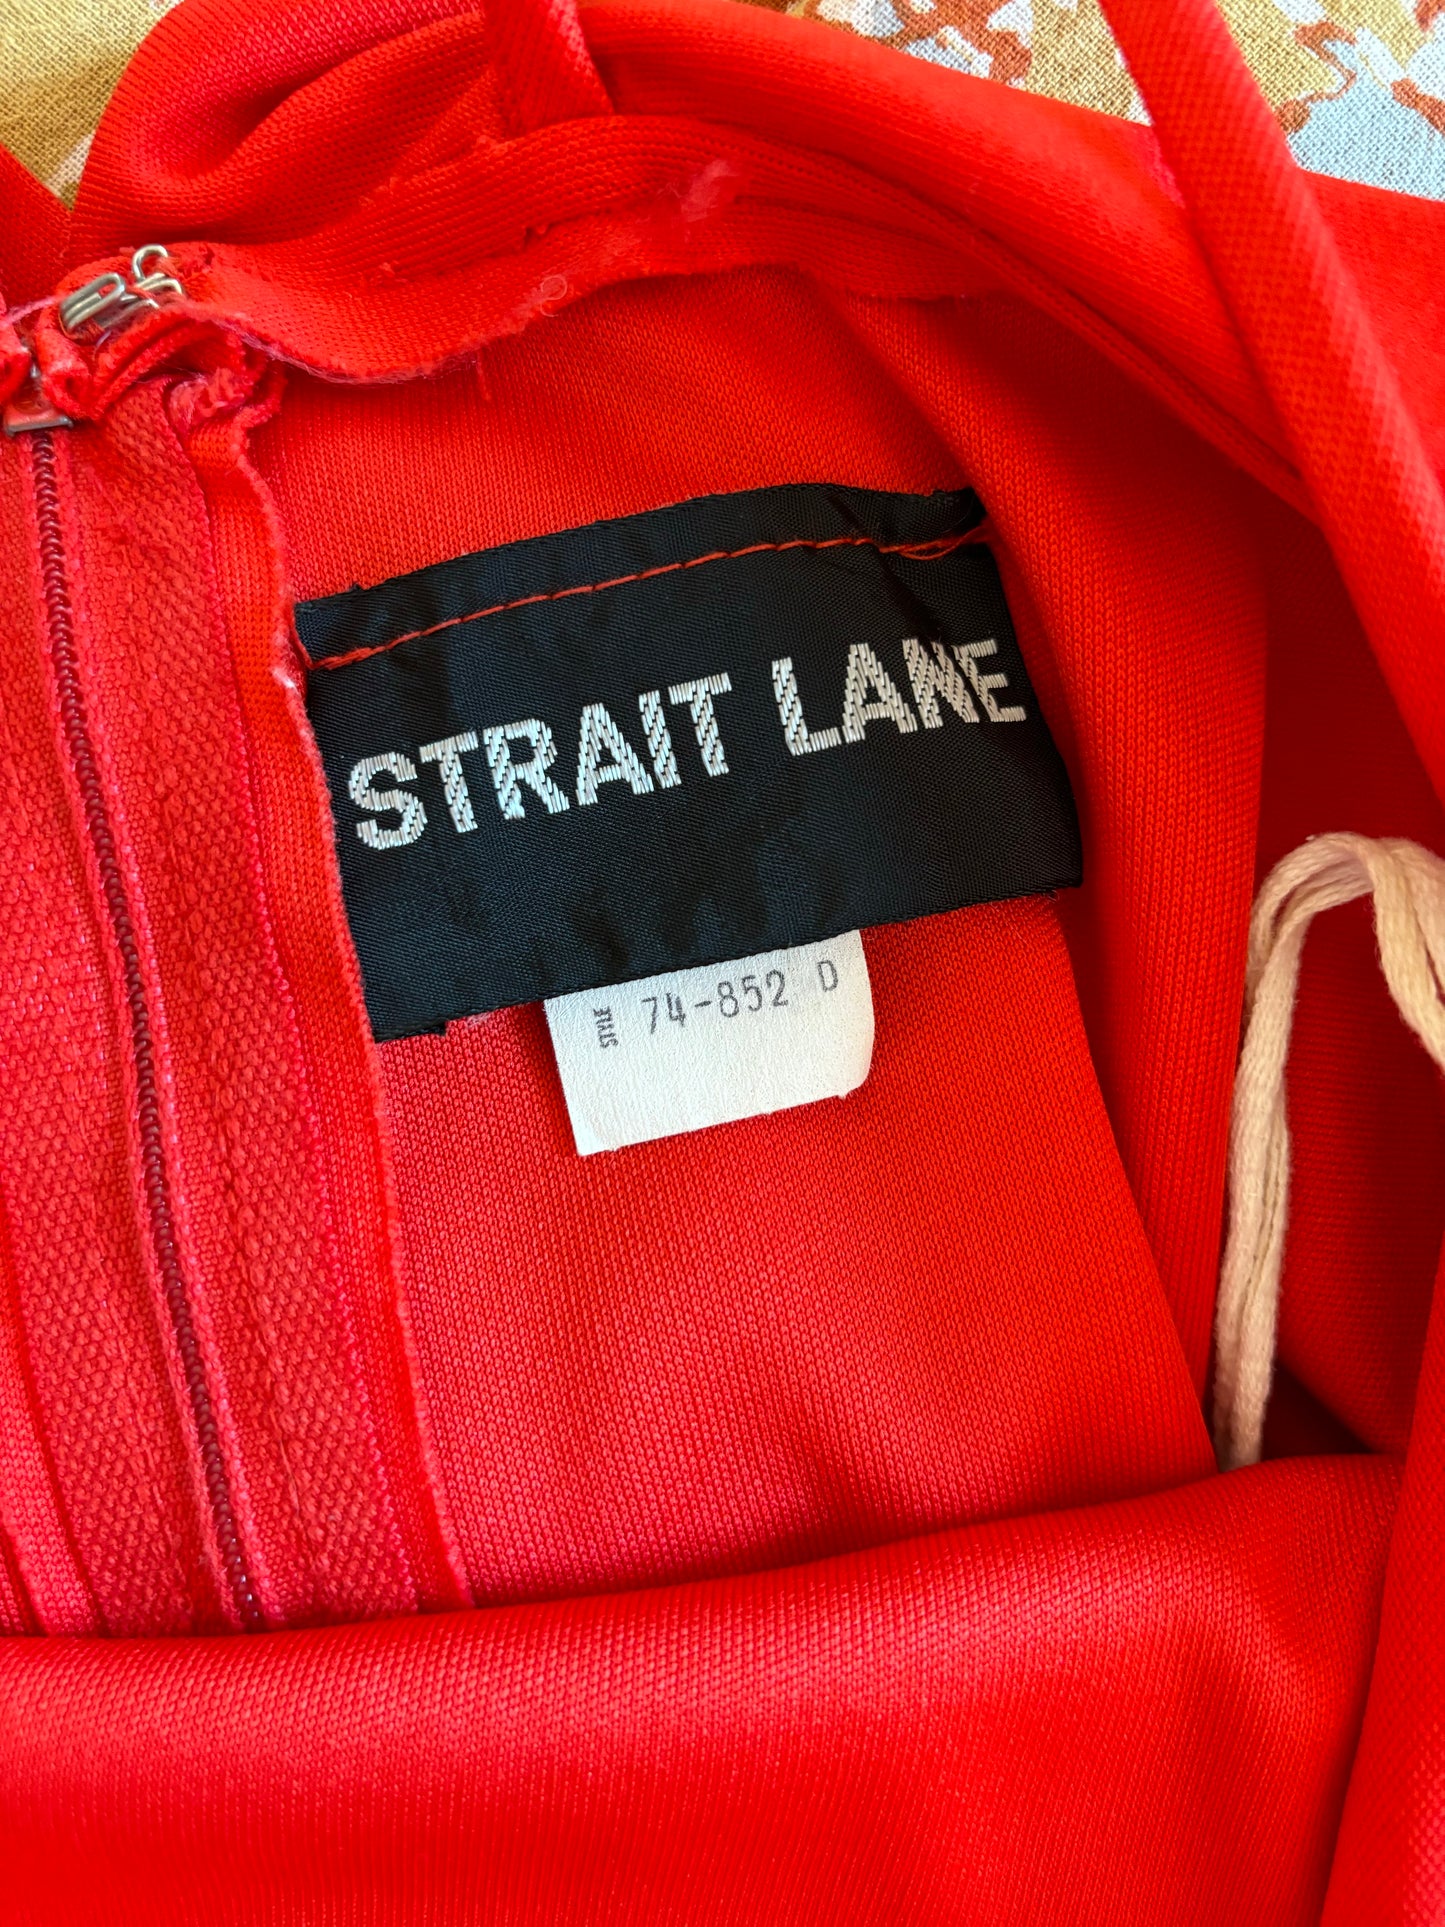 STRAIT LANE
STYLE 74-852 D